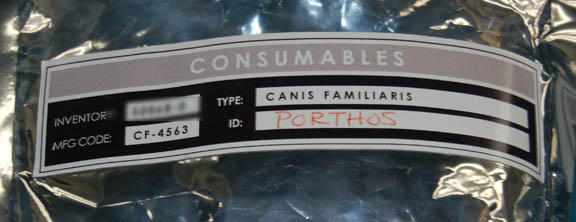 CONSUMABLES
INVENTOR
TYPE: CANIS FAMILIARIS
MFG CODE: CF-4563
ID: PORTHOS